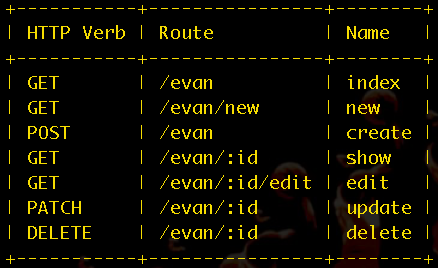 +-----------+-----------------+--------+
| HTTP Verb | Route           | Name   |
+-----------+-----------------+--------+
| GET       | /evan           | index  |
| GET       | /evan/new       | new    |
| POST      | /evan           | create |
| GET       | /evan/:id       | show   |
| GET       | /evan/:id/edit  | edit   |
| PATCH     | /evan/:id       | update |
| DELETE    | /evan/:id       | delete |
+-----------+-----------------+--------+